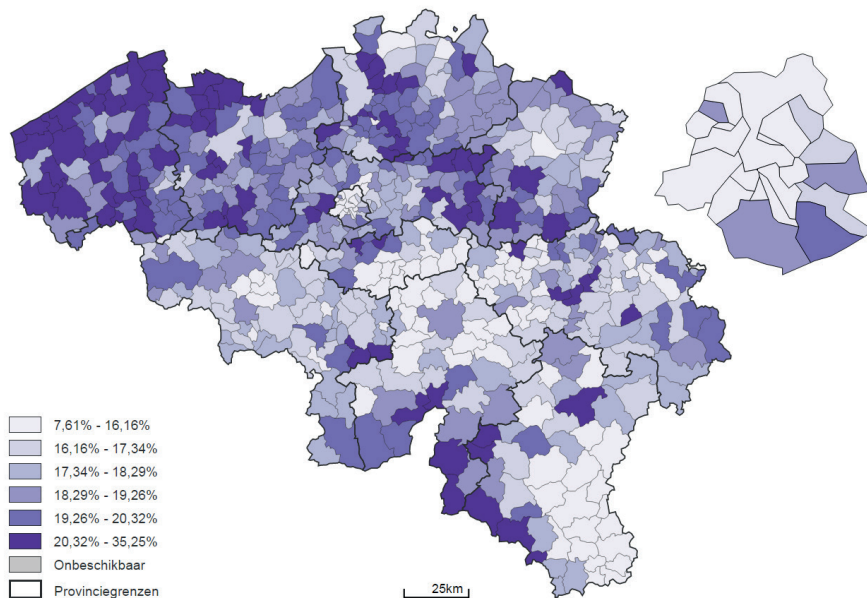 7,61% - 16,16%
16,16% - 17,34%
17,34% - 18,29%
18,29% - 19,26%
19,26% - 20,32%
20,32% - 35,25%
Onbeschikbaar
Provinciegrenzen
25km